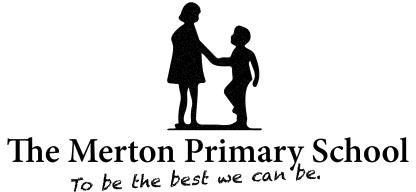 The Merton Primary School
To be the best we can be.